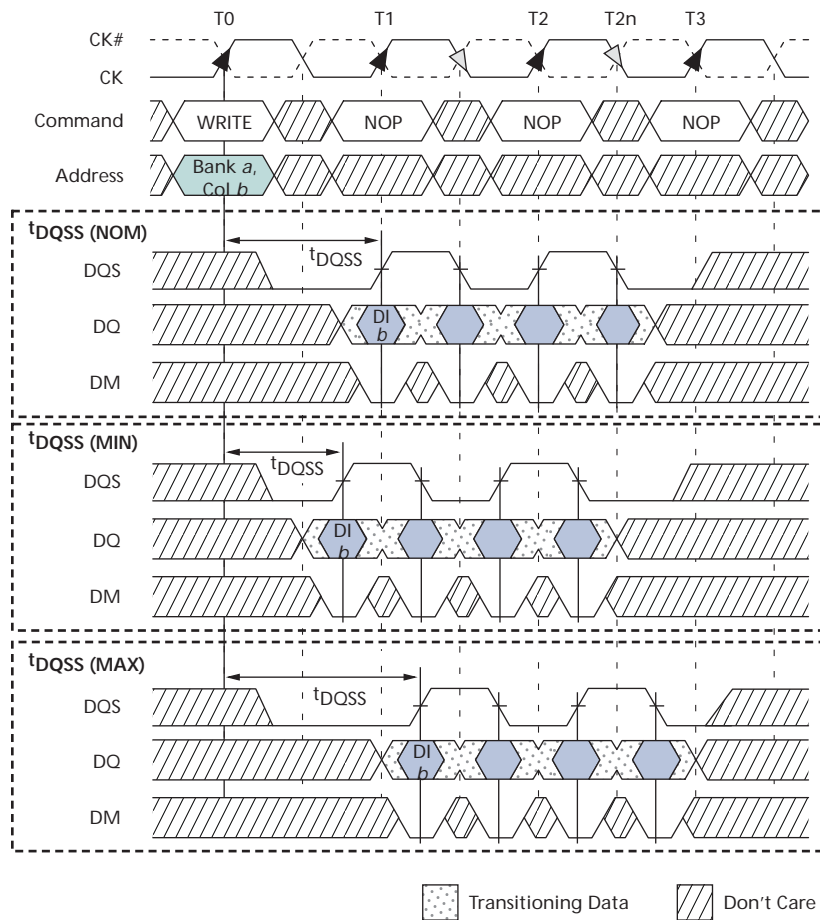 T0 T1 T2 T2n T3
CK#
CK
Command WRITE NOP NOP NOP
Address Bank a,
Col b
tDQSS (NOM)
tDQSS
DQS
DQ DI
b
DM
tDQSS (MIN)
tDQSS
DQS
DQ DI
b
DM
tDQSS (MAX)
tDQSS
DQS
DQ DI
b
DM
Transitioning Data Don't Care